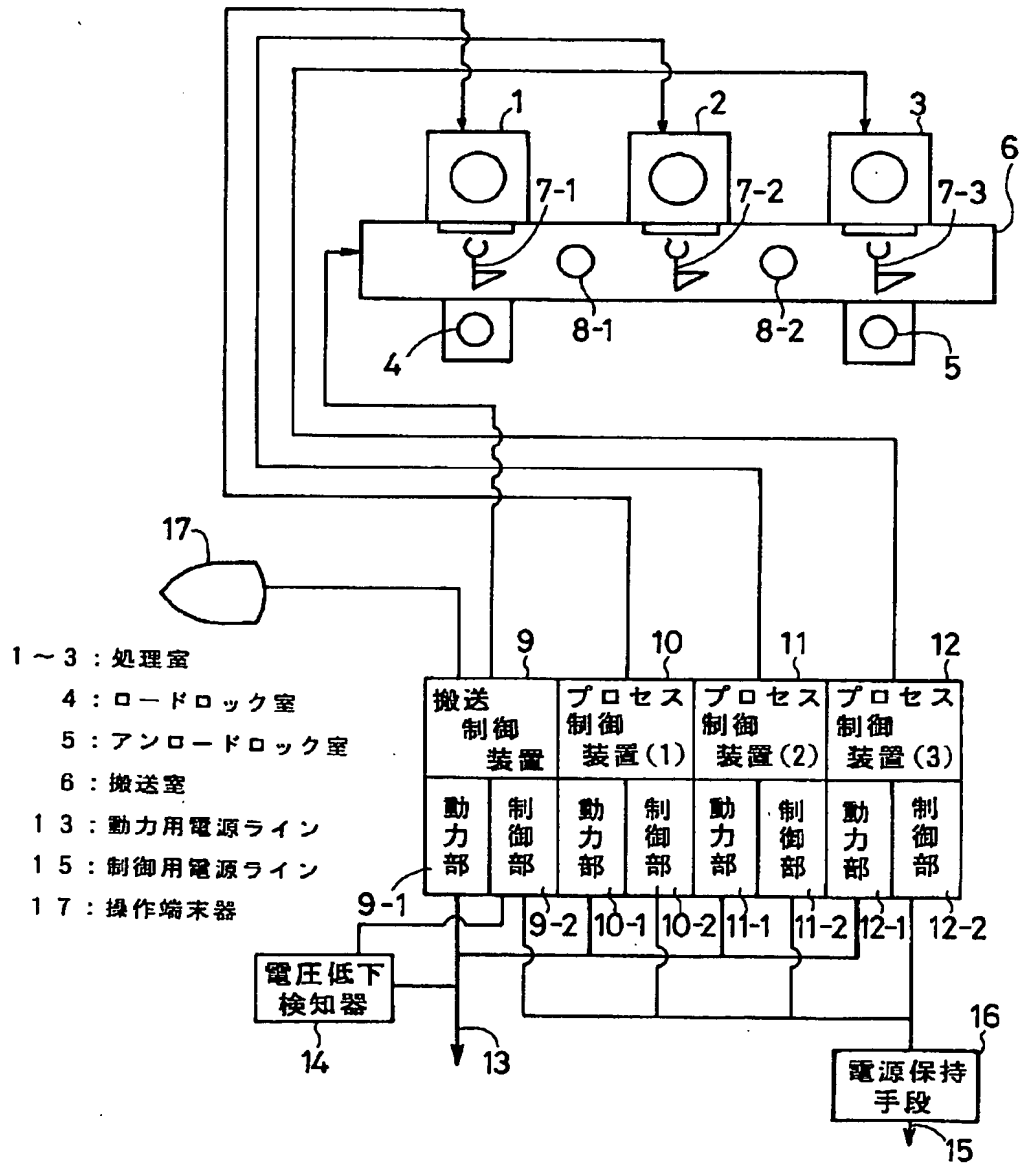 1
2
3
6
7-1
7-2
7-3
8-1
8-2
4
5
17
1～3：処理室
4：ロードロック室
5：アンロードロック室
6：搬送室
13：動力用電源ライン
15：制御用電源ライン
17：操作端末器
9
10
11
12
搬送
制御
装置
プロセス
制御
装置(1)
プロセス
制御
装置(2)
プロセス
制御
装置(3)
動力部
制御部
動力部
制御部
動力部
制御部
動力部
制御部
9-1
9-2
10-1
10-2
11-1
11-2
12-1
12-2
電圧低下
検知器
14
13
16
電源保持
手段
15